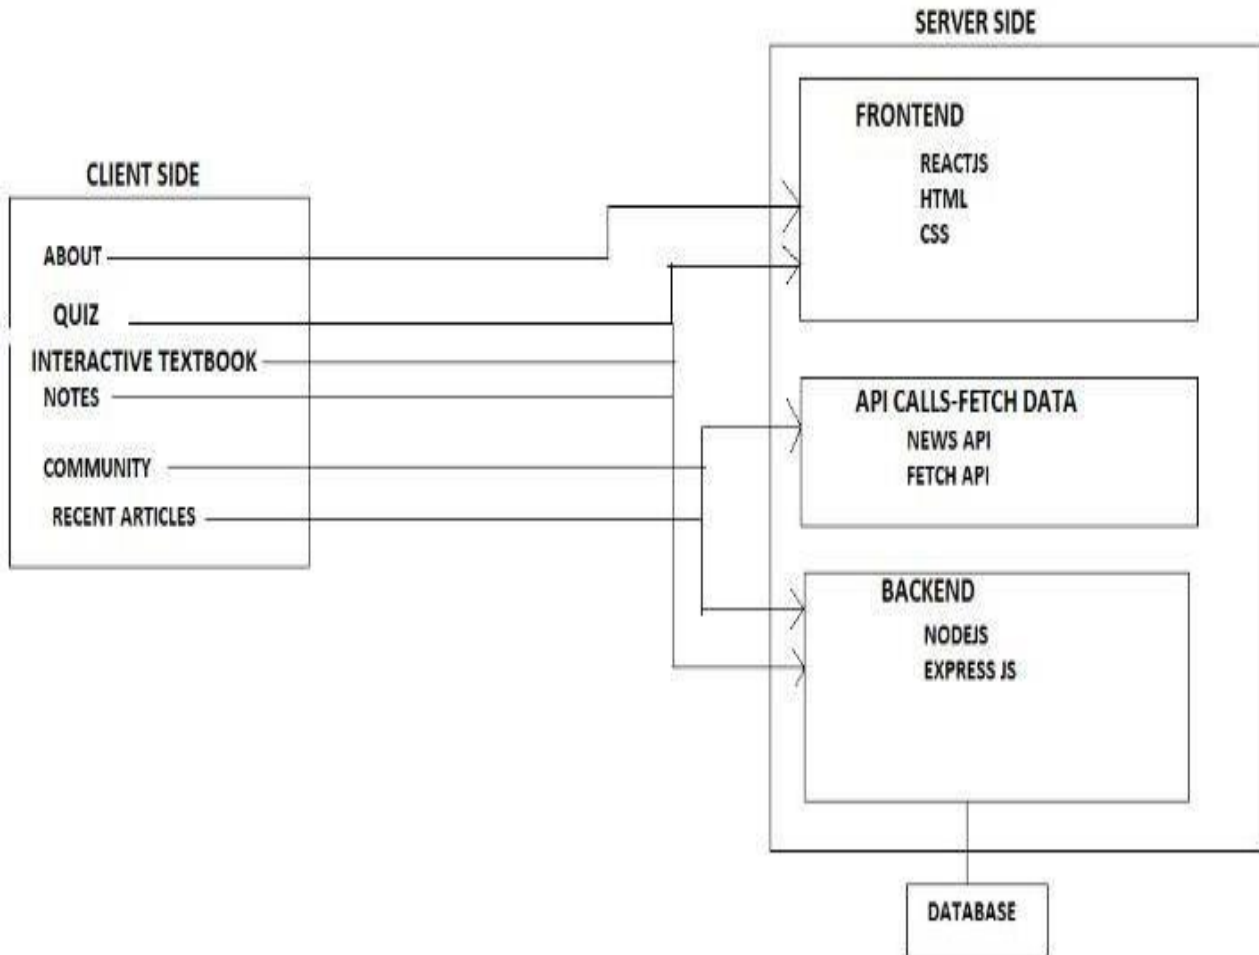 SERVER SIDE
FRONTEND
REACTJS
HTML
CSS
CLIENT SIDE
ABOUT
QUIZ
INTERACTIVE TEXTBOOK
NOTES
COMMUNITY
RECENT ARTICLES
API CALLS-FETCH DATA
NEWS API
FETCH API
BACKEND
NODEJS
EXPRESS JS
DATABASE